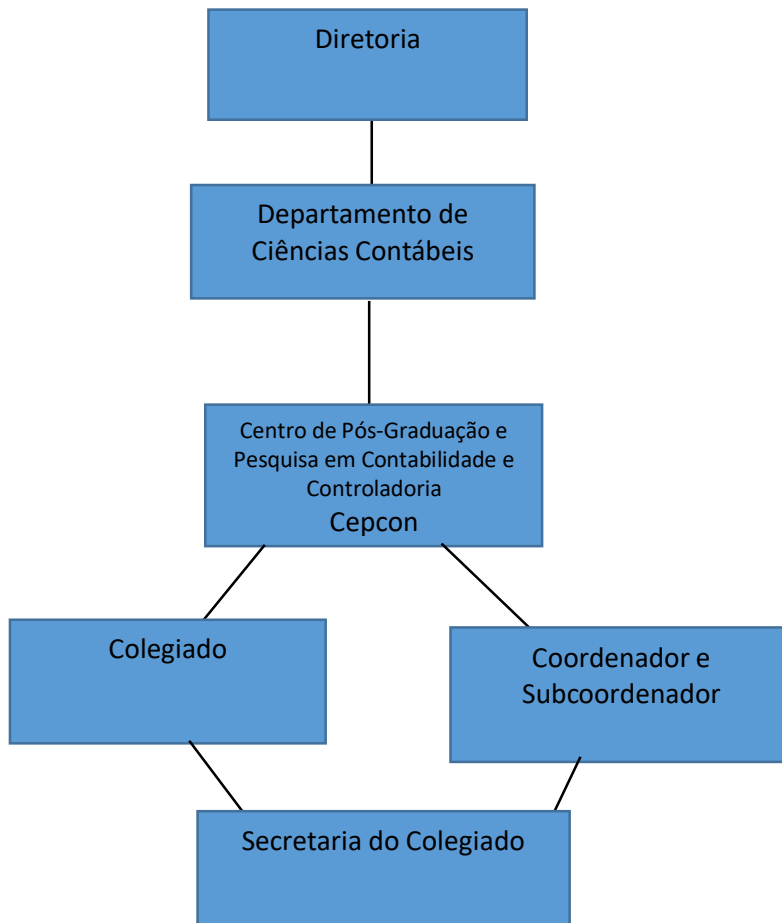 Diretoria
Departamento de
Ciências Contábeis
Centro de Pós-Graduação e
Pesquisa em Contabilidade e
Controladoria
Cepcon
Colegiado
Coordenador e
Subcoordenador
Secretaria do Colegiado